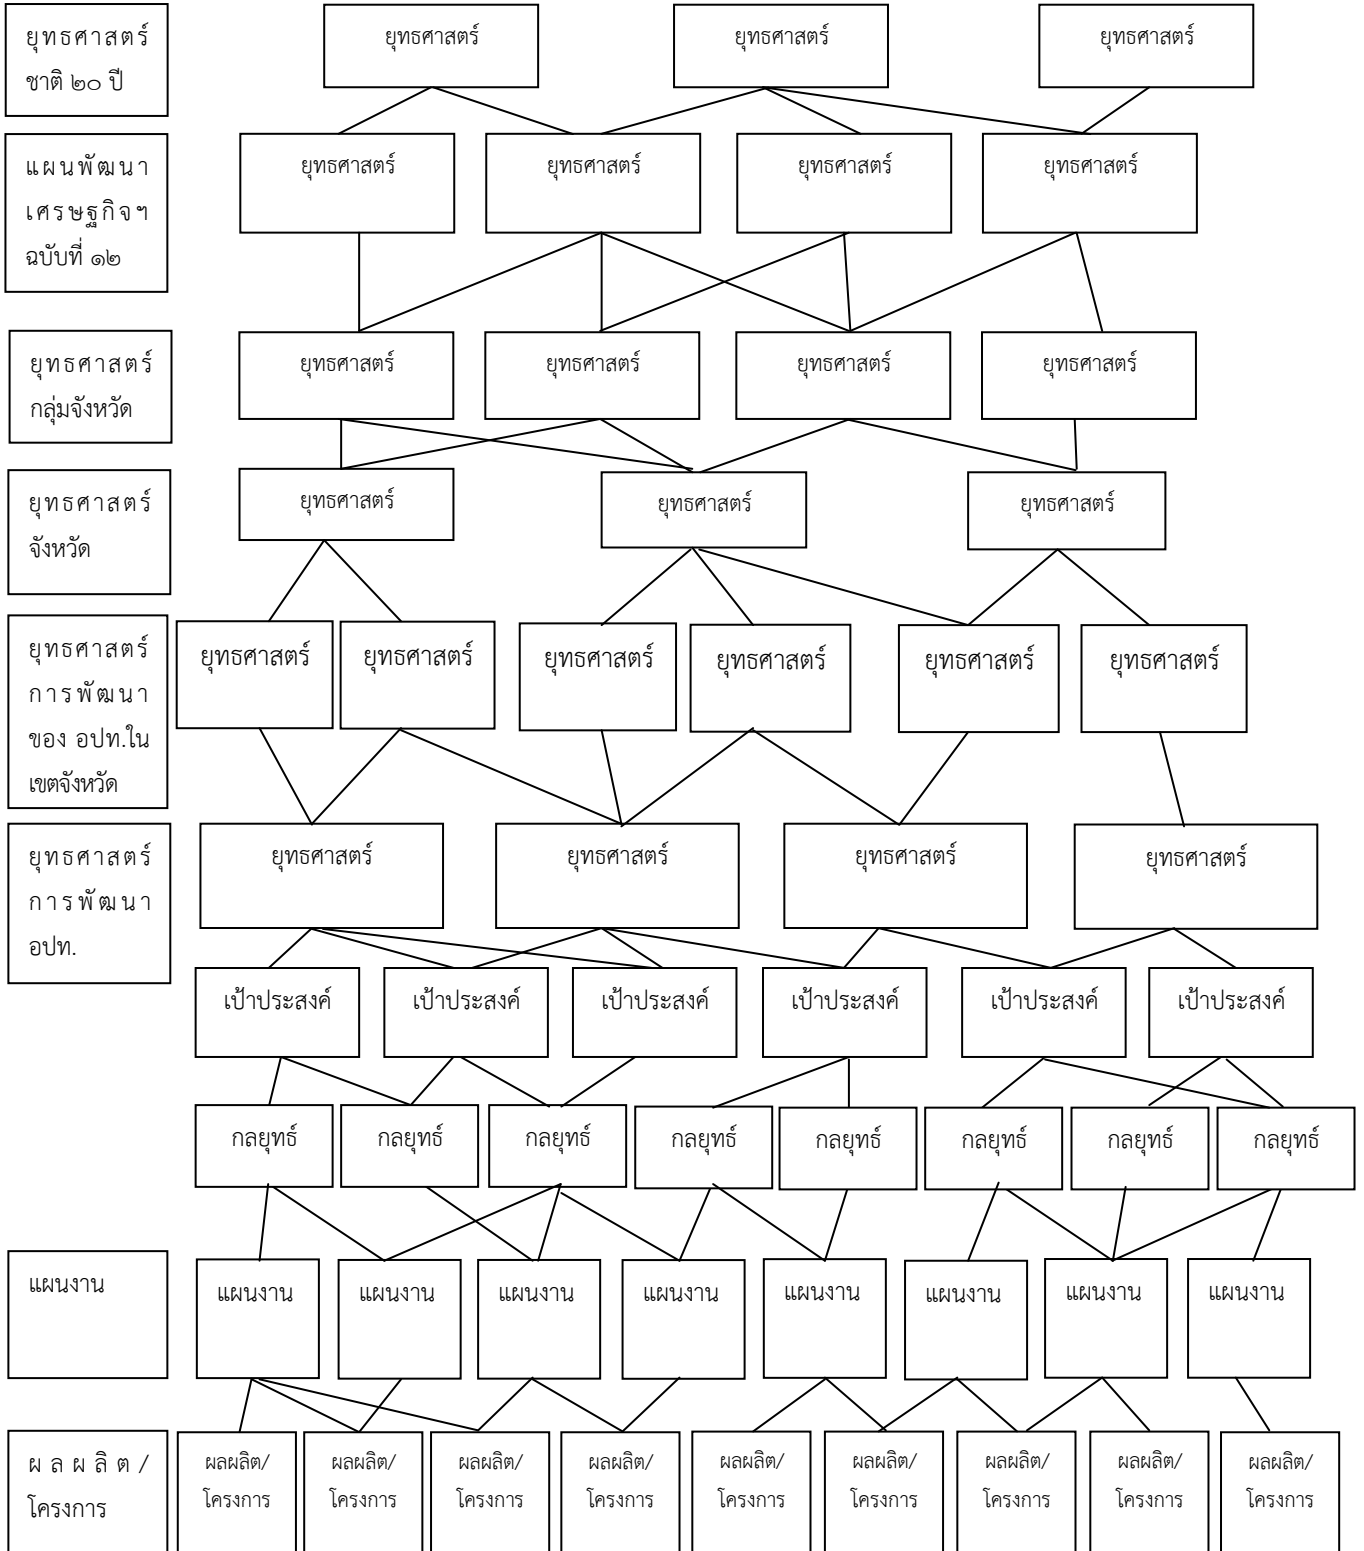 ยุทธศาสตร์
ชาติ ๒๐ ปี
ยุทธศาสตร์ ยุทธศาสตร์ ยุทธศาสตร์
แผนพัฒนา
เศรษฐกิจฯ
ฉบับที่ ๑๒
ยุทธศาสตร์ ยุทธศาสตร์ ยุทธศาสตร์ ยุทธศาสตร์
ยุทธศาสตร์
กลุ่มจังหวัด
ยุทธศาสตร์ ยุทธศาสตร์ ยุทธศาสตร์ ยุทธศาสตร์
ยุทธศาสตร์
จังหวัด
ยุทธศาสตร์ ยุทธศาสตร์ ยุทธศาสตร์
ยุทธศาสตร์
การพัฒนา
ของ อปท.ใน
เขตจังหวัด
ยุทธศาสตร์ ยุทธศาสตร์ ยุทธศาสตร์ ยุทธศาสตร์ ยุทธศาสตร์ ยุทธศาสตร์
ยุทธศาสตร์
การพัฒนา
อปท.
ยุทธศาสตร์ ยุทธศาสตร์ ยุทธศาสตร์ ยุทธศาสตร์
เป้าประสงค์ เป้าประสงค์ เป้าประสงค์ เป้าประสงค์ เป้าประสงค์ เป้าประสงค์
กลยุทธ์ กลยุทธ์ กลยุทธ์ กลยุทธ์ กลยุทธ์ กลยุทธ์ กลยุทธ์ กลยุทธ์
แผนงาน
แผนงาน แผนงาน แผนงาน แผนงาน แผนงาน แผนงาน แผนงาน แผนงาน
ผลผลิต/
โครงการ
ผลผลิต/ ผลผลิต/ ผลผลิต/ ผลผลิต/ ผลผลิต/ ผลผลิต/ ผลผลิต/ ผลผลิต/ ผลผลิต/
โครงการ โครงการ โครงการ โครงการ โครงการ โครงการ โครงการ โครงการ โครงการ